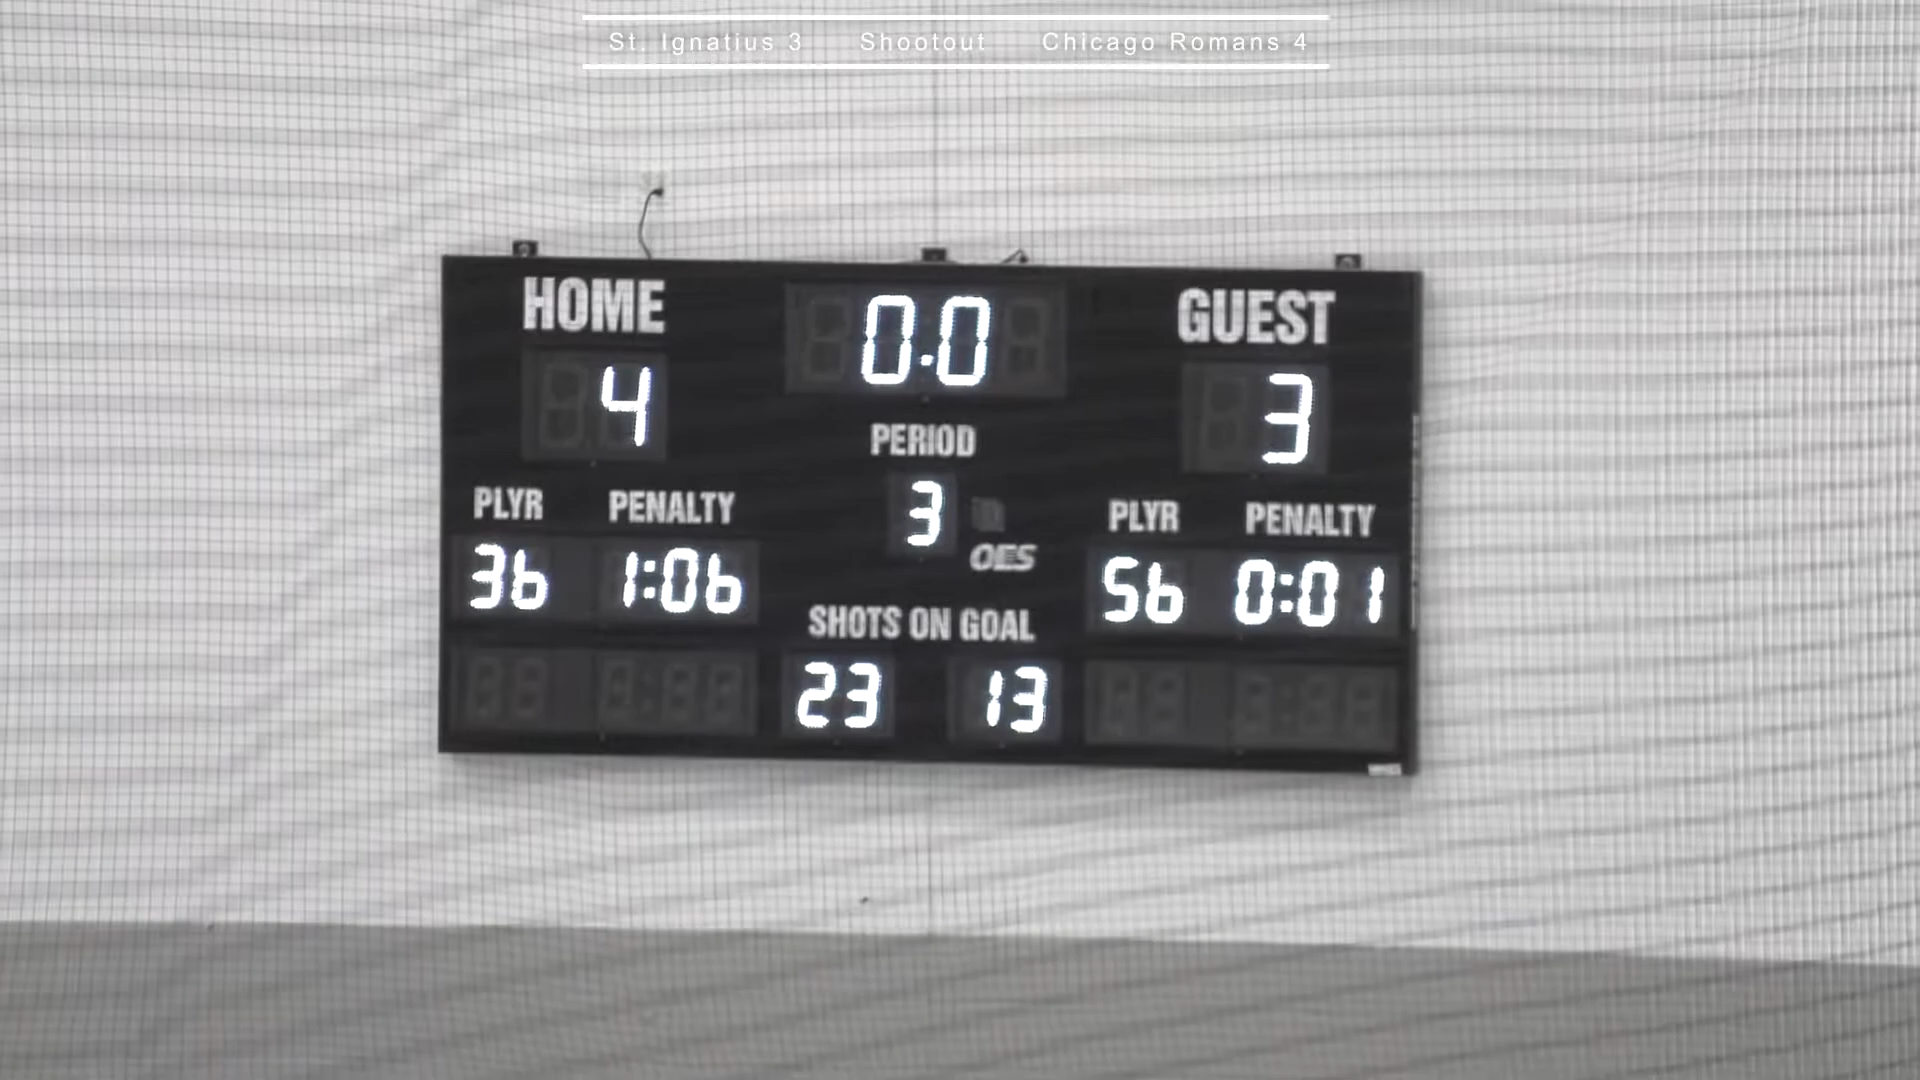 St. Ignatius 3 Shootout Chicago Romans 4
HOME 0.0 GUEST
4 3
PERIOD
3
OES
PLYR PENALTY PLYR PENALTY
36 1:06 56 0:01
SHOTS ON GOAL
23 13